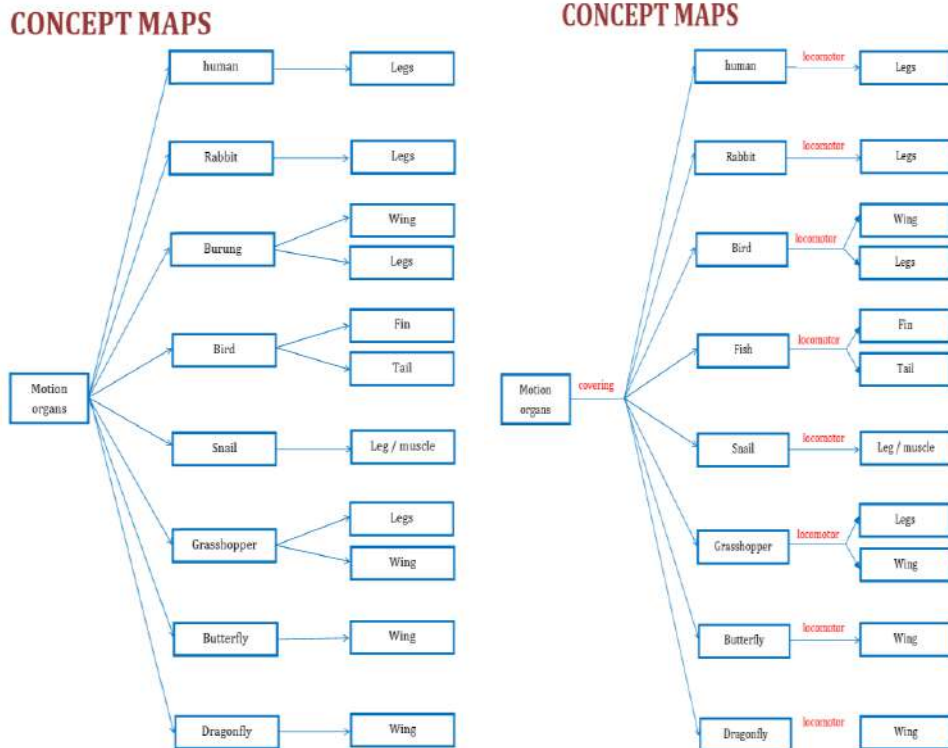 CONCEPT MAPS
human
Legs
Rabbit
Legs
Burung
Wing
Legs
Bird
Fin
Tail
Motion
organs
Snail
Leg / muscle
Grasshopper
Legs
Wing
Butterfly
Wing
Dragonfly
Wing
CONCEPT MAPS
human
locomotor
Legs
Rabbit
locomotor
Legs
Bird
locomotor
Wing
Legs
Fish
locomotor
Fin
Tail
Motion
organs
covering
Snail
locomotor
Leg / muscle
Grasshopper
locomotor
Legs
Wing
Butterfly
locomotor
Wing
Dragonfly
locomotor
Wing